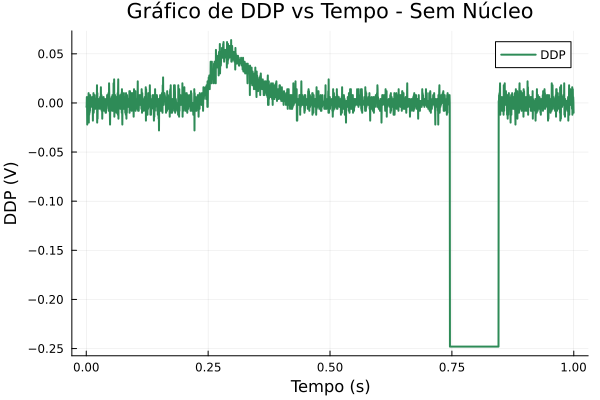 Gráfico de DDP vs Tempo - Sem Núcleo
DDP
0.05
0.00
−0.05
−0.10
−0.15
−0.20
−0.25
DDP (V)
0.00 0.25 0.50 0.75 1.00
Tempo (s)